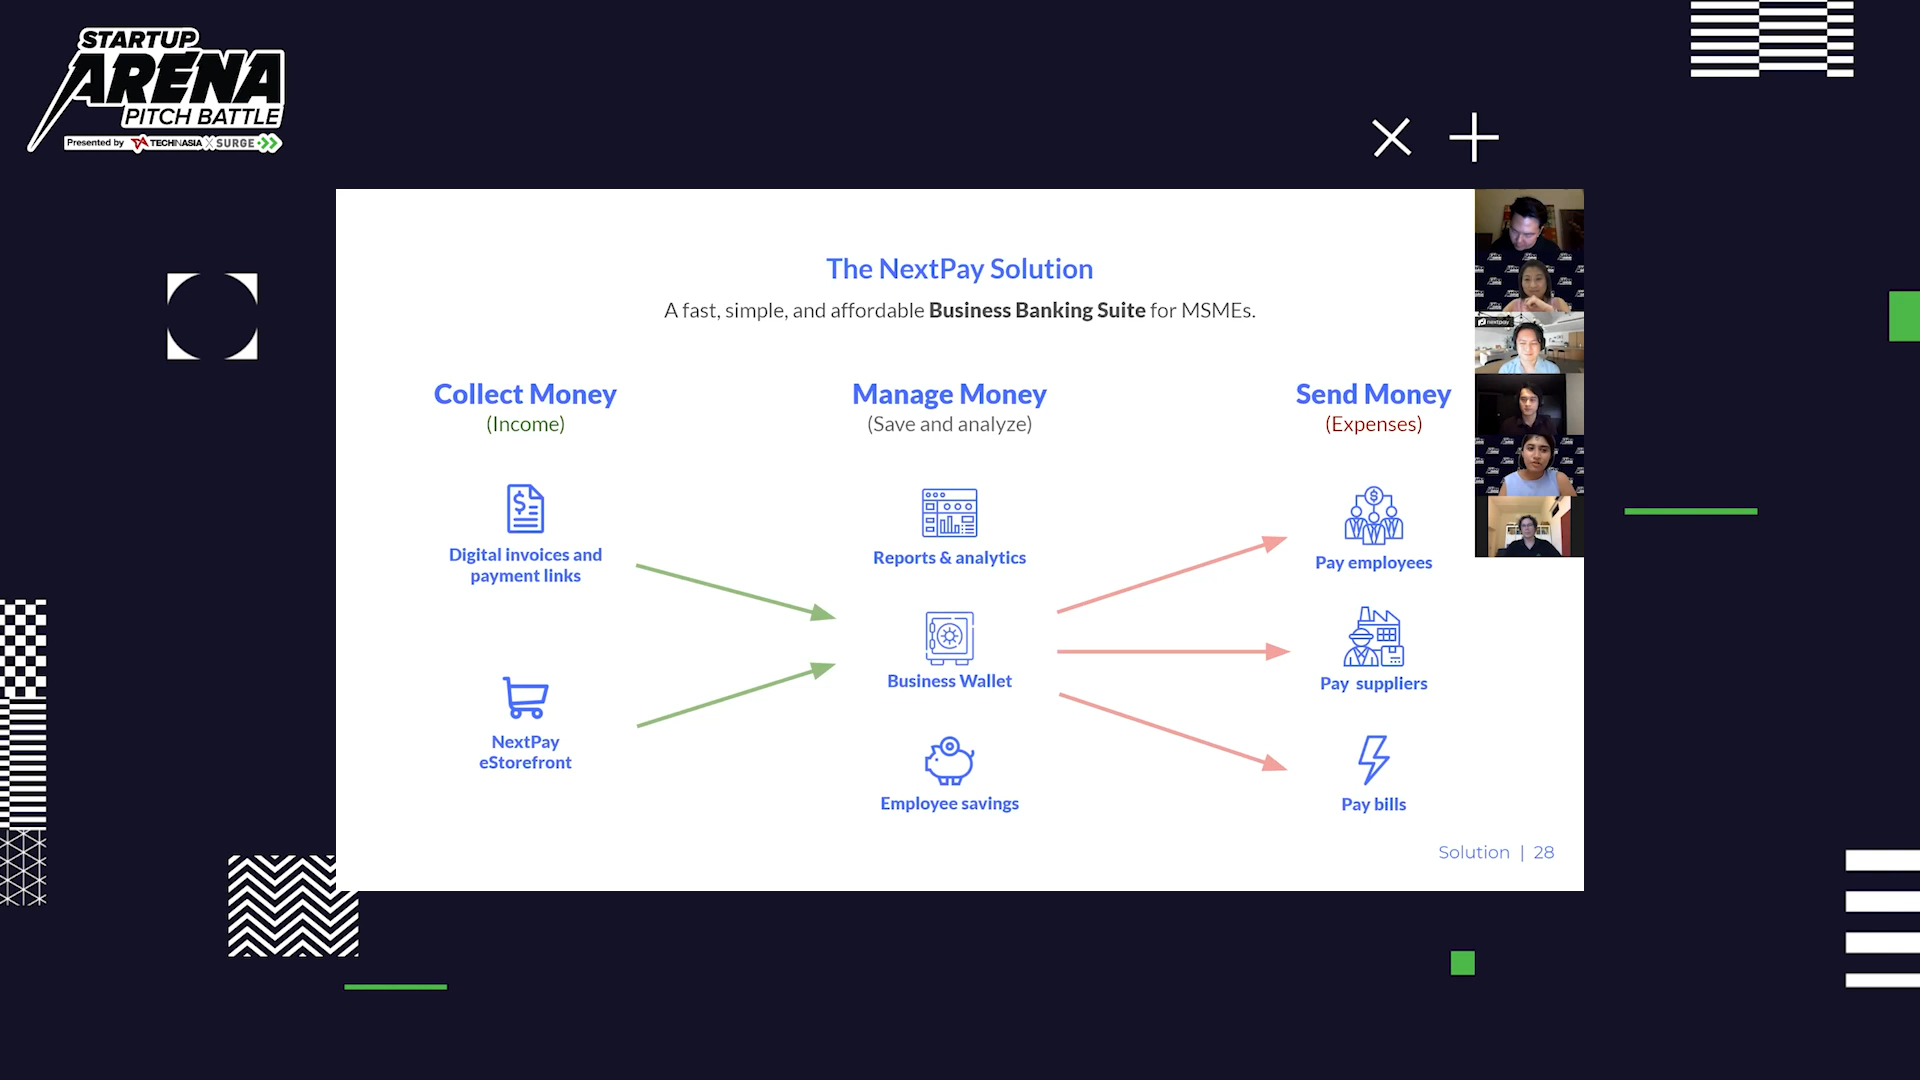 STARTUP
ARENA
PITCH BATTLE
Presented by TECHINASIA X SURGE
The NextPay Solution
A fast, simple, and affordable Business Banking Suite for MSMEs.
Collect Money
(Income)
Digital invoices and
payment links
NextPay
eStorefront
Manage Money
(Save and analyze)
Reports & analytics
Business Wallet
Employee savings
Send Money
(Expenses)
Pay employees
Pay suppliers
Pay bills
nextpay
Solution | 28